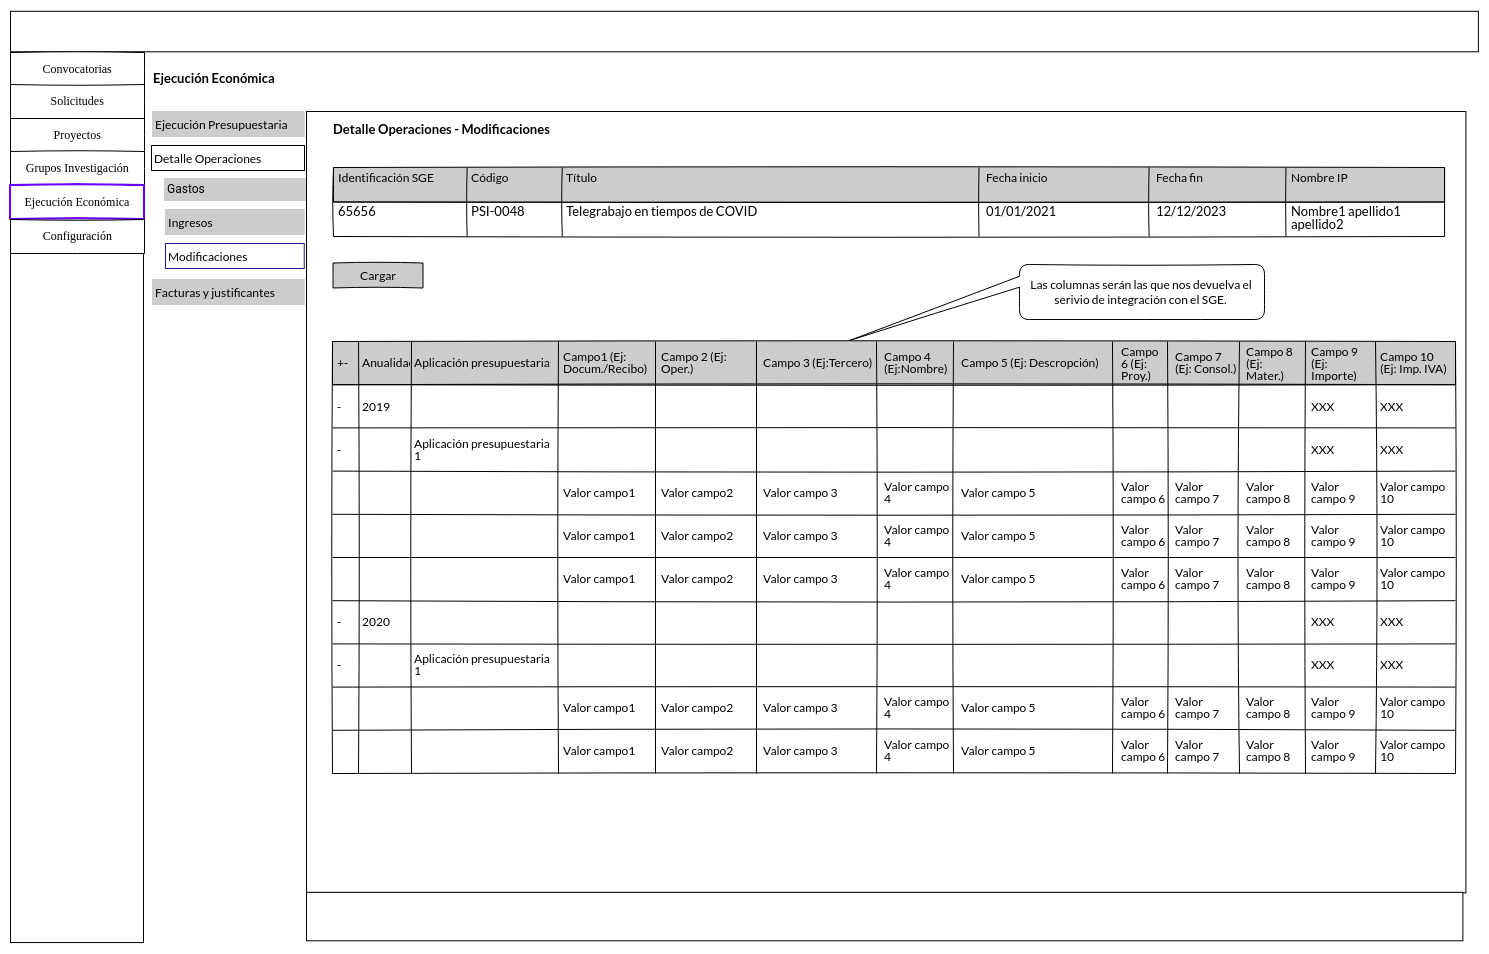 Convocatorias
Solicitudes
Proyectos
Grupos Investigación
Ejecución Económica
Configuración
Ejecución Económica
Ejecución Presupuestaria
Detalle Operaciones
Gastos
Ingresos
Modificaciones
Facturas y justificantes
Detalle Operaciones - Modificaciones
Identificación SGE Código Título Fecha inicio Fecha fin Nombre IP
65656 PSI-0048 Telegrabajo en tiempos de COVID 01/01/2021 12/12/2023 Nombre1 apellido1
apellido2
Cargar
Las columnas serán las que nos devuelva el
serivio de integración con el SGE.
+- Anualidad Aplicación presupuestaria Campo1 (Ej: Docum./Recibo) Campo 2 (Ej: Oper.) Campo 3 (Ej:Tercero) Campo 4 (Ej:Nombre) Campo 5 (Ej: Descropción) Campo 6 (Ej: Proy.) Campo 7 (Ej: Consol.) Campo 8 (Ej: Mater.) Campo 9 (Ej: Importe) Campo 10 (Ej: Imp. IVA)
- 2019 XXX XXX
- Aplicación presupuestaria 1 XXX XXX
Valor campo1 Valor campo2 Valor campo 3 Valor campo 4 Valor campo 5 Valor campo 6 Valor campo 7 Valor campo 8 Valor campo 9 Valor campo 10
Valor campo1 Valor campo2 Valor campo 3 Valor campo 4 Valor campo 5 Valor campo 6 Valor campo 7 Valor campo 8 Valor campo 9 Valor campo 10
Valor campo1 Valor campo2 Valor campo 3 Valor campo 4 Valor campo 5 Valor campo 6 Valor campo 7 Valor campo 8 Valor campo 9 Valor campo 10
- 2020 XXX XXX
- Aplicación presupuestaria 1 XXX XXX
Valor campo1 Valor campo2 Valor campo 3 Valor campo 4 Valor campo 5 Valor campo 6 Valor campo 7 Valor campo 8 Valor campo 9 Valor campo 10
Valor campo1 Valor campo2 Valor campo 3 Valor campo 4 Valor campo 5 Valor campo 6 Valor campo 7 Valor campo 8 Valor campo 9 Valor campo 10